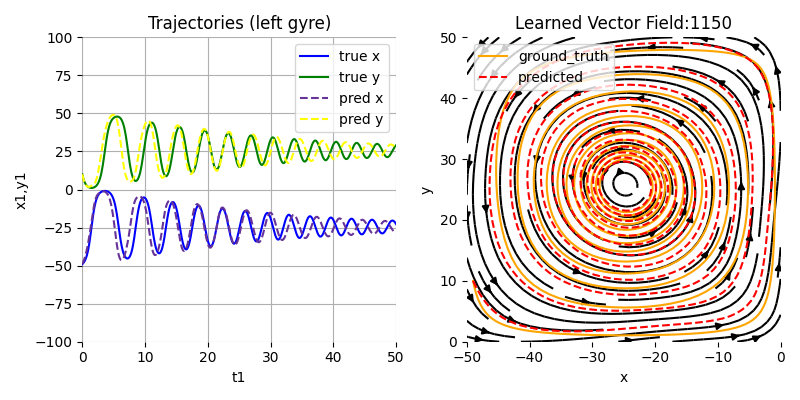 Trajectories (left gyre)
100
75
50
25
0
−25
−50
−75
−100
x1,y1
0
10
20
30
40
50
t1
true x
true y
pred x
pred y
Learned Vector Field:1150
50
40
30
20
10
0
y
−50
−40
−30
−20
−10
0
x
ground_truth
predicted